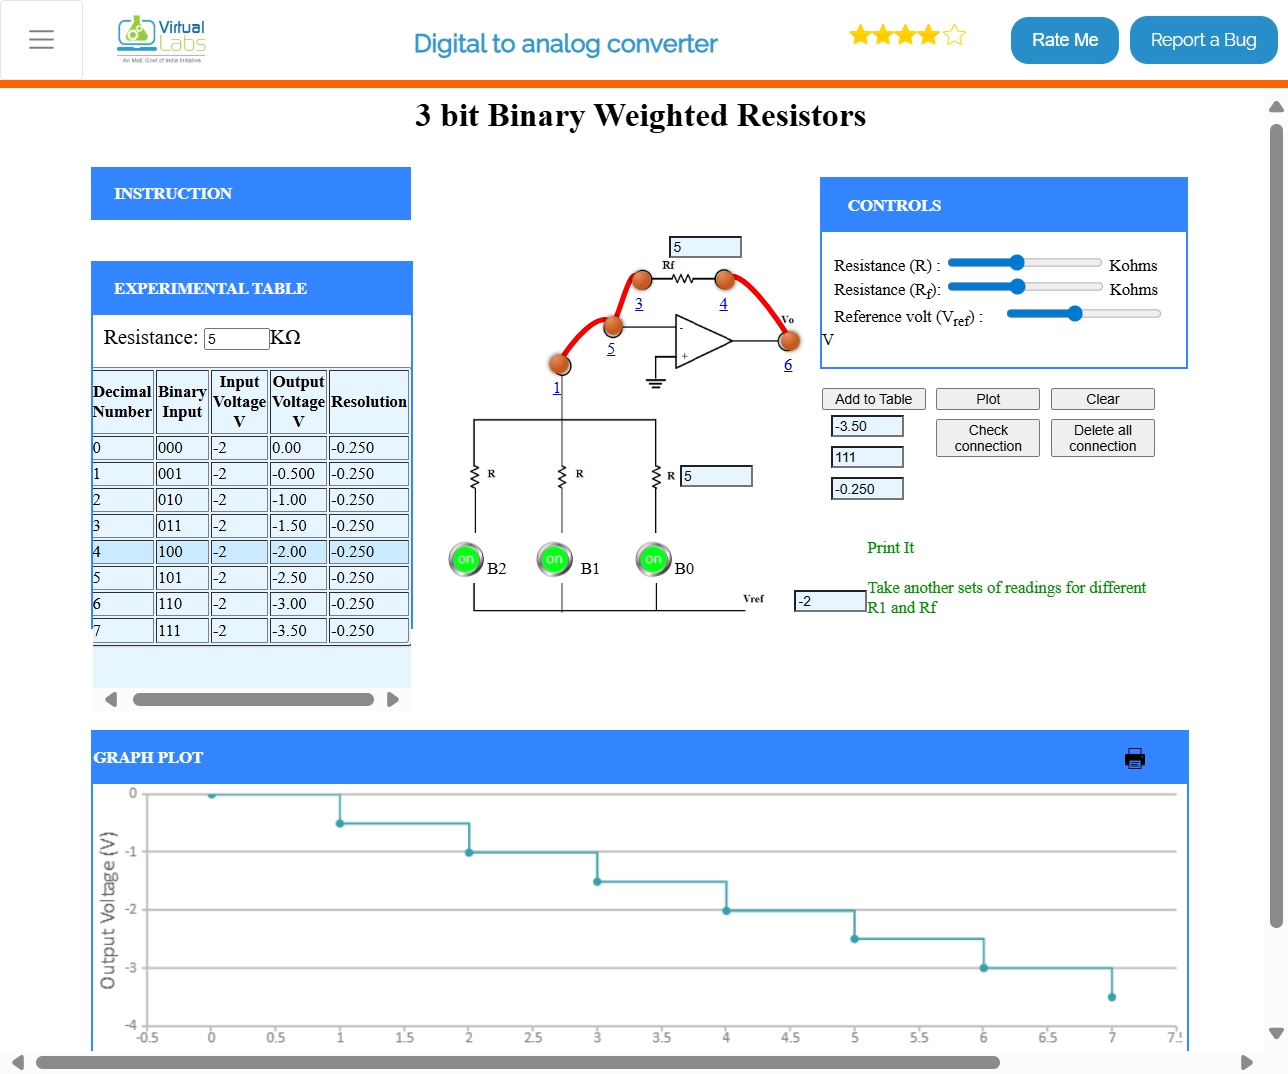 Virtual
Labs
An MoE Govt of India Initiative
Digital to analog converter
Rate Me
Report a Bug
3 bit Binary Weighted Resistors
INSTRUCTION
EXPERIMENTAL TABLE
Resistance: 5 KΩ
Decimal Number Binary Input Input Voltage V Output Voltage V Resolution
0 000 -2 0.00 -0.250
1 001 -2 -0.500 -0.250
2 010 -2 -1.00 -0.250
3 011 -2 -1.50 -0.250
4 100 -2 -2.00 -0.250
5 101 -2 -2.50 -0.250
6 110 -2 -3.00 -0.250
7 111 -2 -3.50 -0.250
5
Rf
3 4
Vo
-
5
+
6
1
R R R 5
on B2 on B1 on B0
Vref -2
CONTROLS
Resistance (R) : Kohms
Resistance (Rf): Kohms
Reference volt (Vref) :
V
Add to Table Plot Clear
-3.50
Check connection
Delete all connection
111
-0.250
Print It
Take another sets of readings for different
R1 and Rf
GRAPH PLOT
Output Voltage (V)
0
-1
-2
-3
-4
-0.5 0 0.5 1 1.5 2 2.5 3 3.5 4 4.5 5 5.5 6 6.5 7